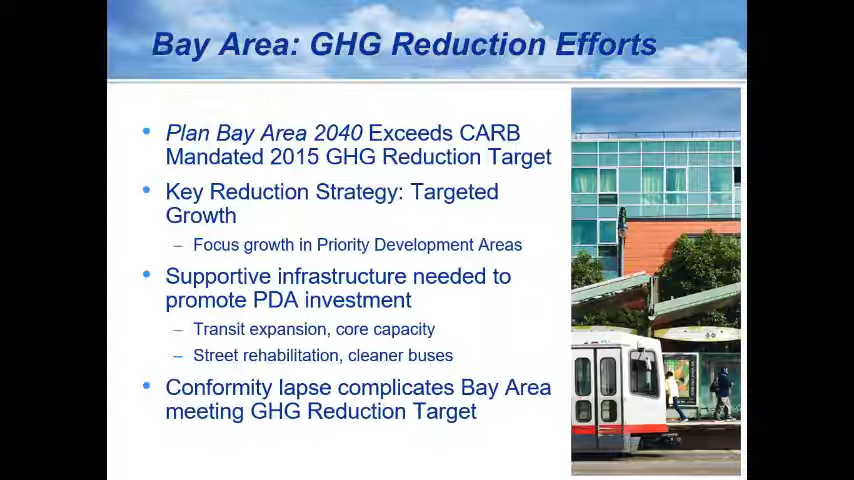 Bay Area: GHG Reduction Efforts
• Plan Bay Area 2040 Exceeds CARB
Mandated 2015 GHG Reduction Target
• Key Reduction Strategy: Targeted
Growth
– Focus growth in Priority Development Areas
• Supportive infrastructure needed to
promote PDA investment
– Transit expansion, core capacity
– Street rehabilitation, cleaner buses
• Conformity lapse complicates Bay Area
meeting GHG Reduction Target